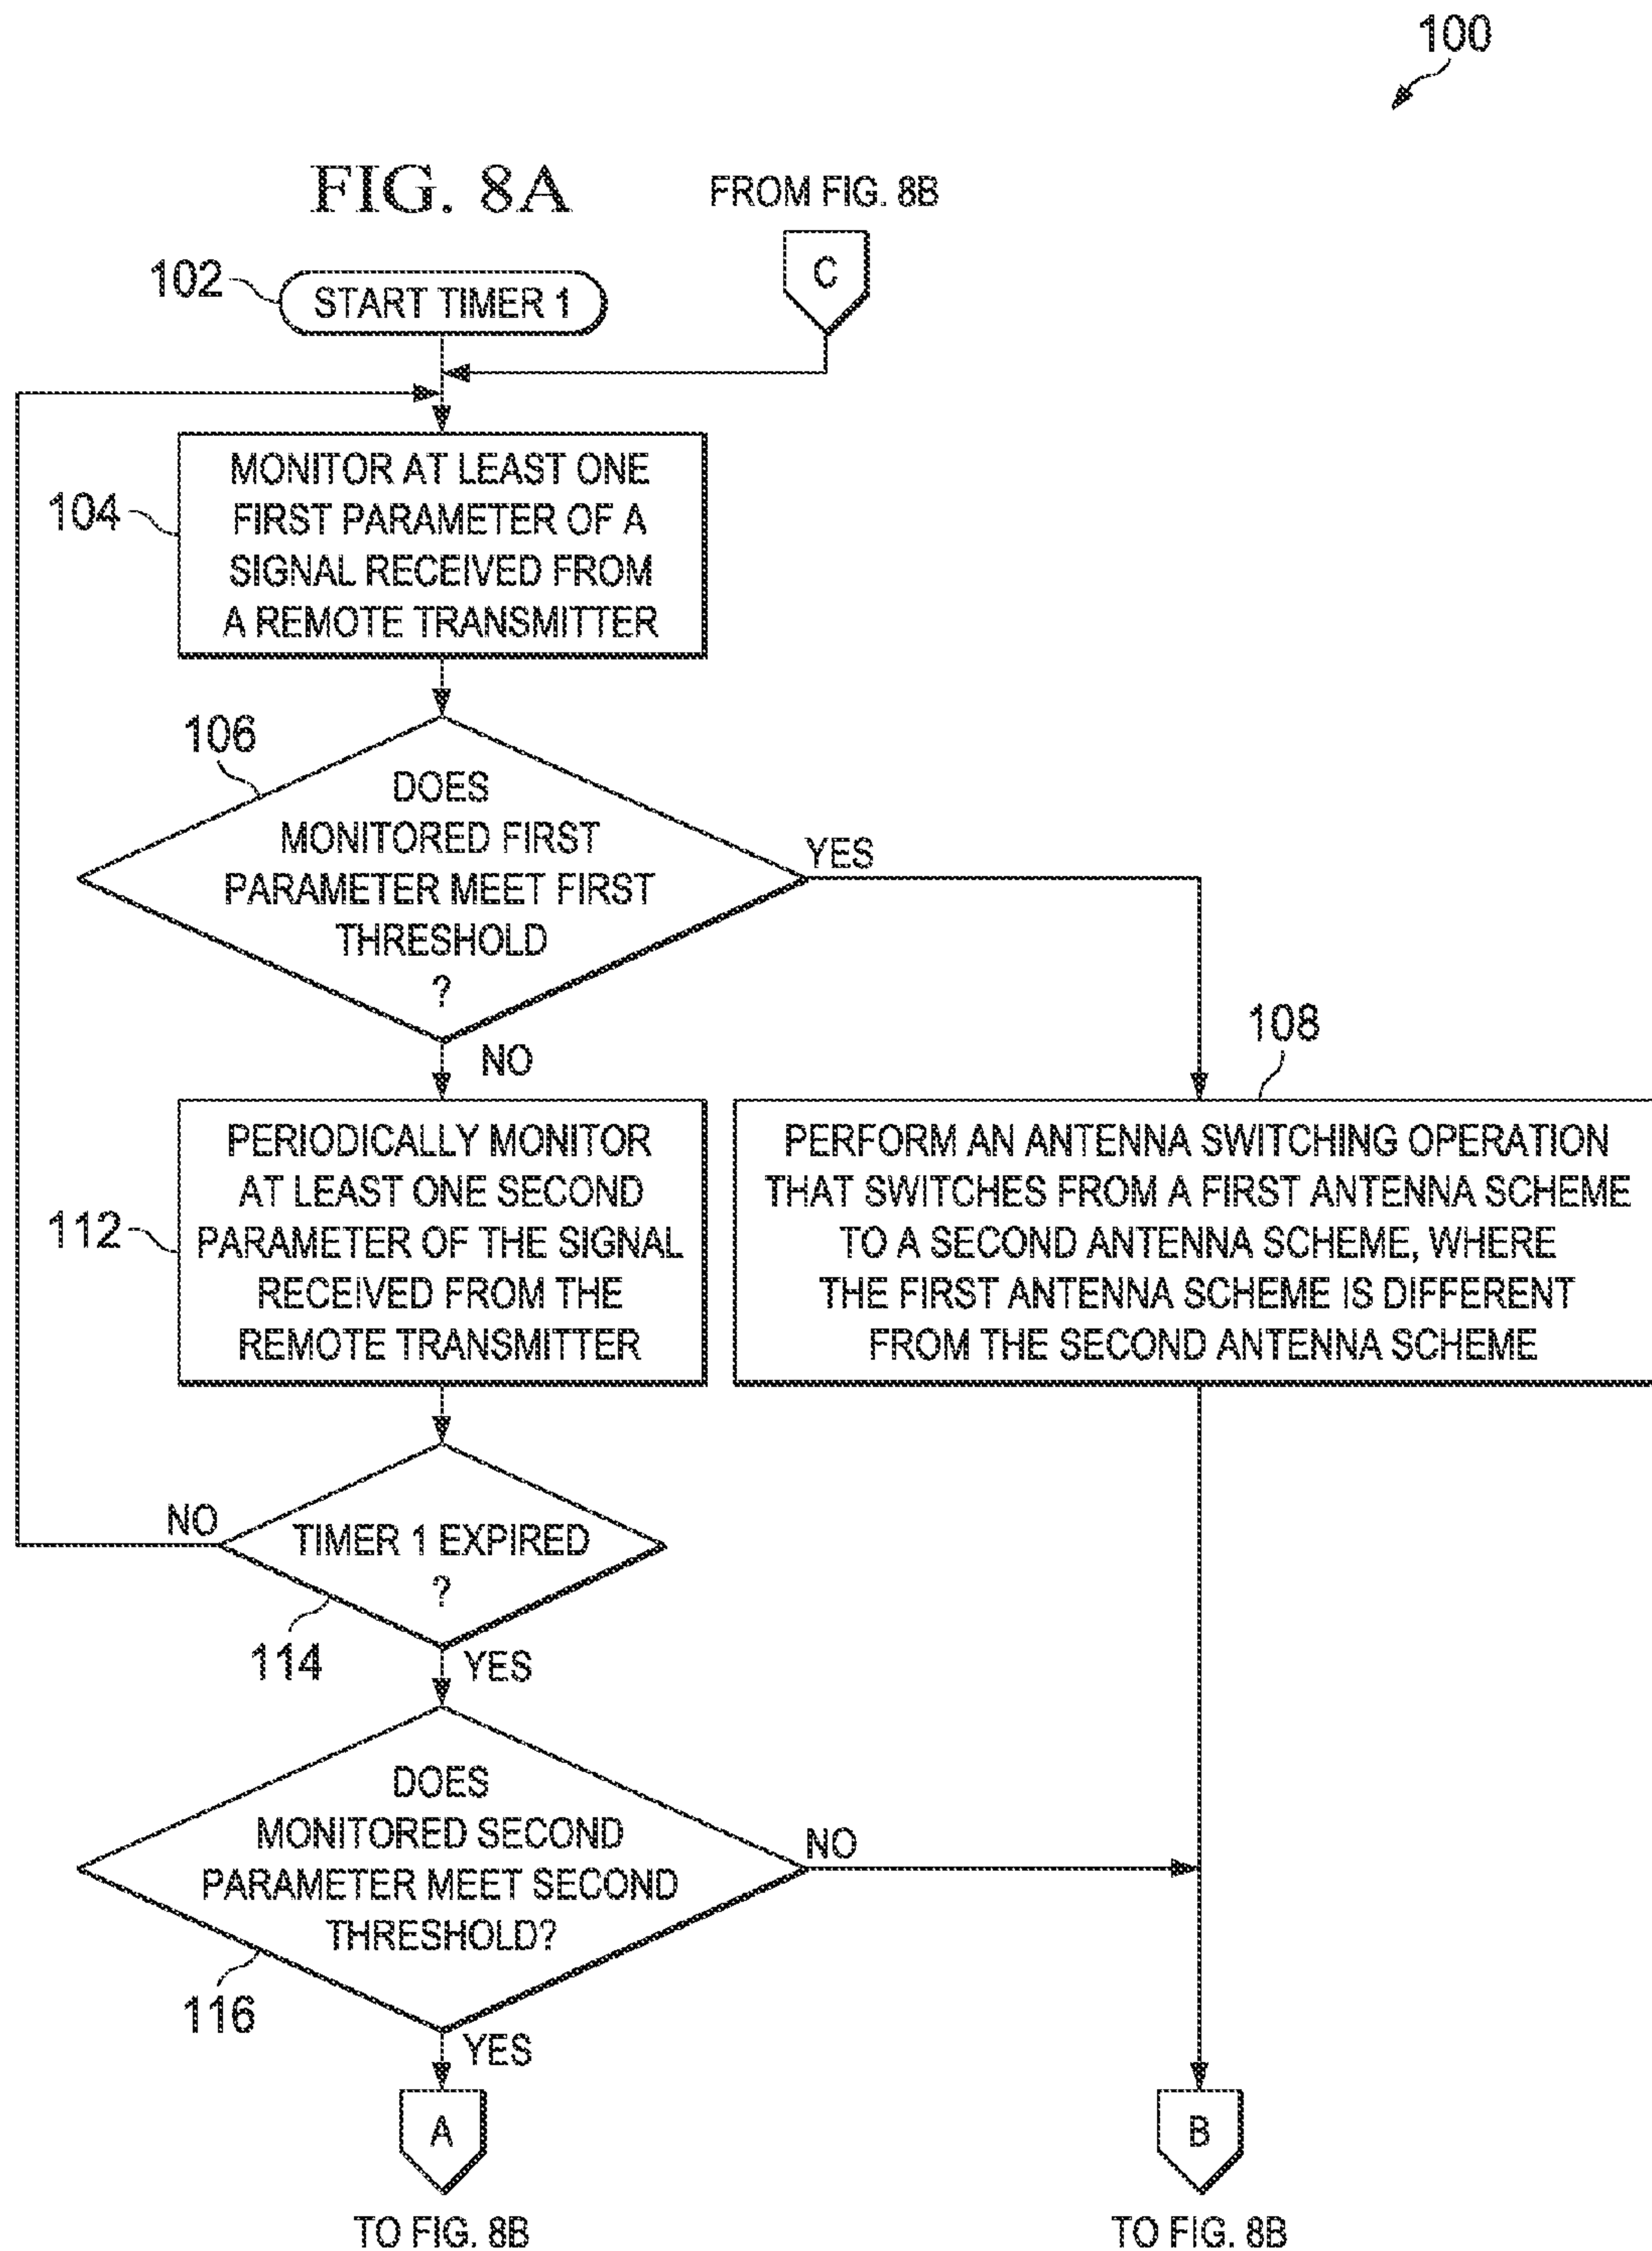 100
FIG. 8A
FROM FIG. 8B
C
102
START TIMER 1
104
MONITOR AT LEAST ONE
FIRST PARAMETER OF A
SIGNAL RECEIVED FROM
A REMOTE TRANSMITTER
106
DOES
MONITORED FIRST
PARAMETER MEET FIRST
THRESHOLD
?
YES
NO
108
PERFORM AN ANTENNA SWITCHING OPERATION
THAT SWITCHES FROM A FIRST ANTENNA SCHEME
TO A SECOND ANTENNA SCHEME, WHERE
THE FIRST ANTENNA SCHEME IS DIFFERENT
FROM THE SECOND ANTENNA SCHEME
112
PERIODICALLY MONITOR
AT LEAST ONE SECOND
PARAMETER OF THE SIGNAL
RECEIVED FROM THE
REMOTE TRANSMITTER
NO
TIMER 1 EXPIRED
?
114
YES
DOES
MONITORED SECOND
PARAMETER MEET SECOND
THRESHOLD?
NO
116
YES
A
B
TO FIG. 8B
TO FIG. 8B